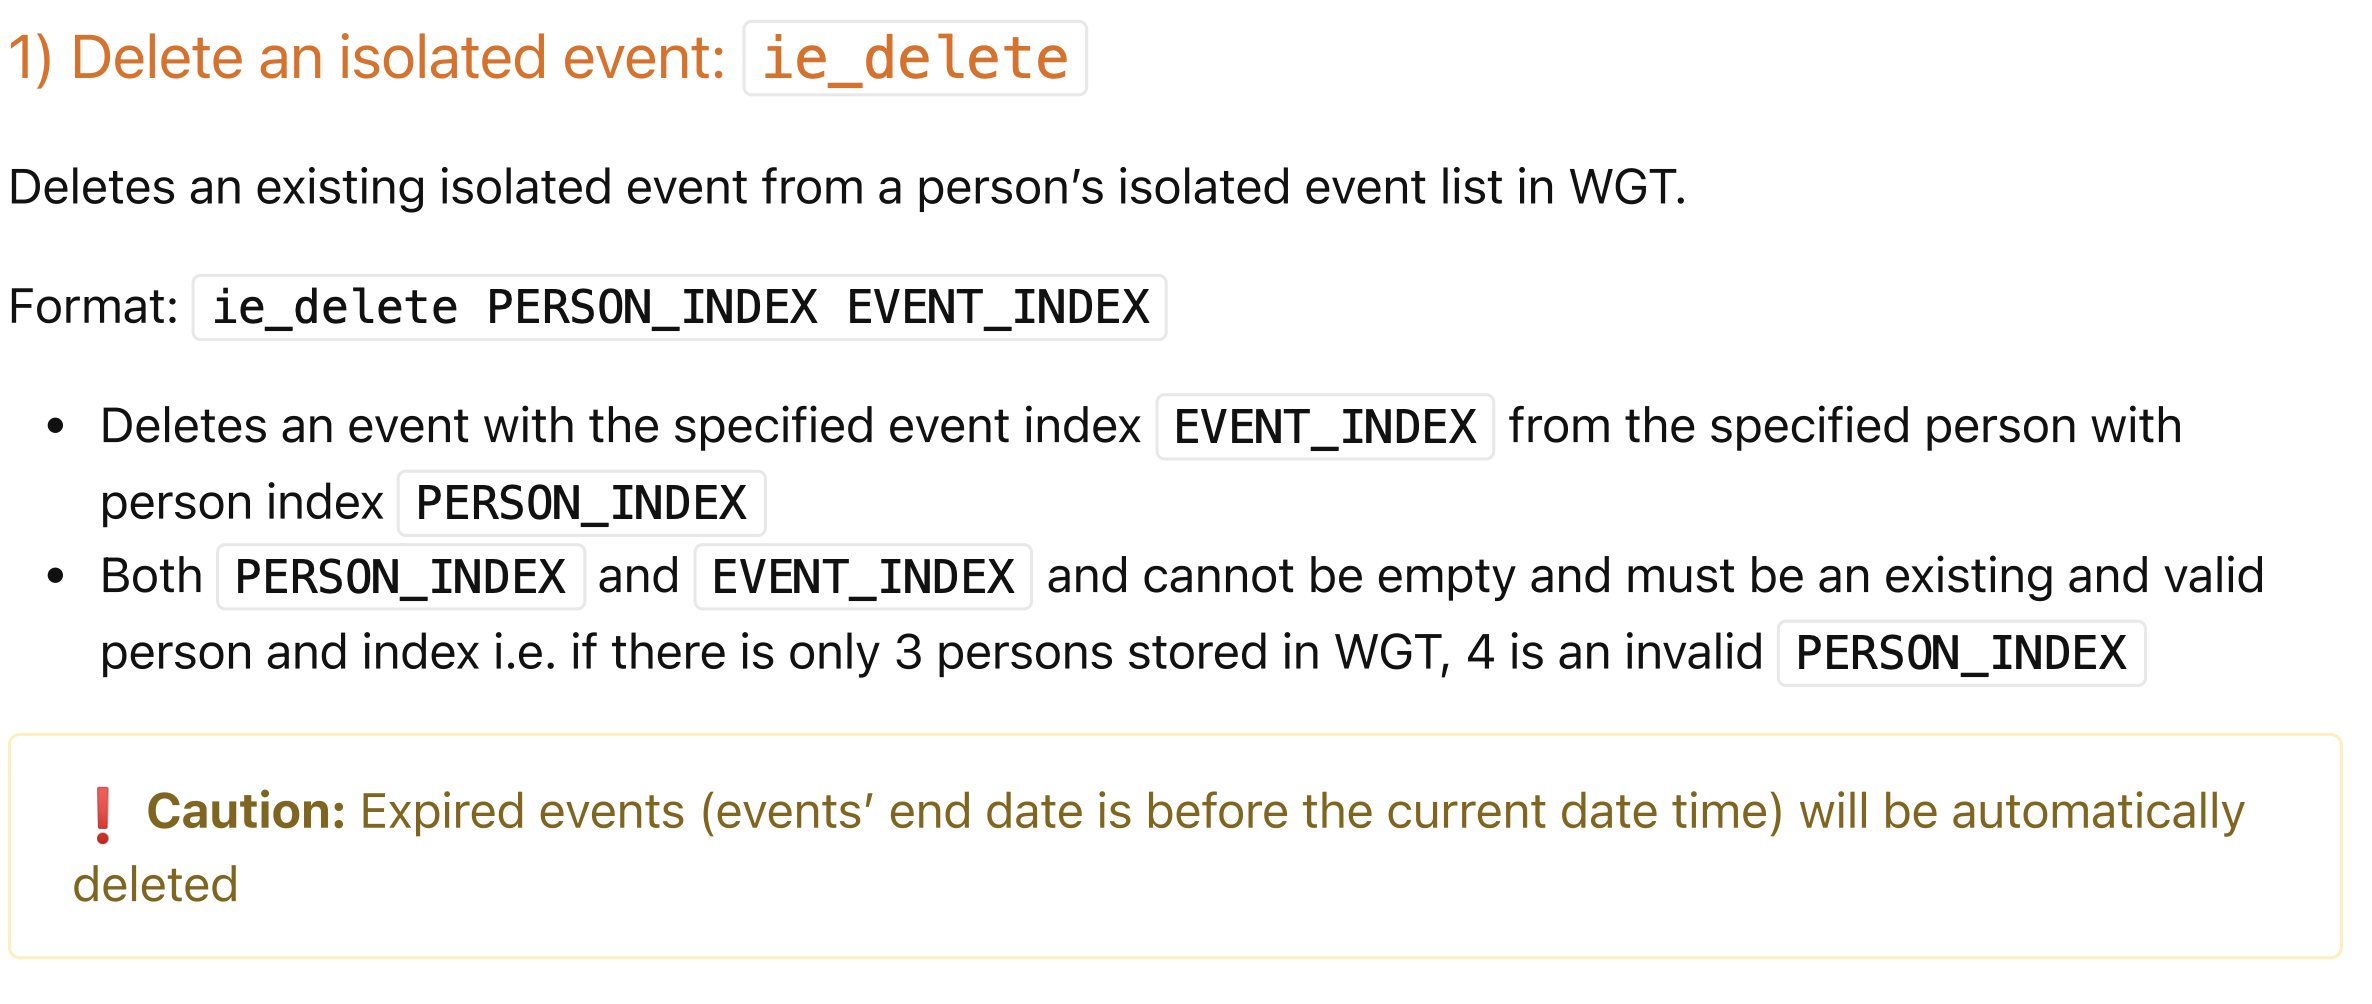 1) Delete an isolated event: ie_delete
Deletes an existing isolated event from a person’s isolated event list in WGT.
Format: ie_delete PERSON_INDEX EVENT_INDEX
• Deletes an event with the specified event index EVENT_INDEX from the specified person with
person index PERSON_INDEX
• Both PERSON_INDEX and EVENT_INDEX and cannot be empty and must be an existing and valid
person and index i.e. if there is only 3 persons stored in WGT, 4 is an invalid PERSON_INDEX
❗ Caution: Expired events (events’ end date is before the current date time) will be automatically
deleted